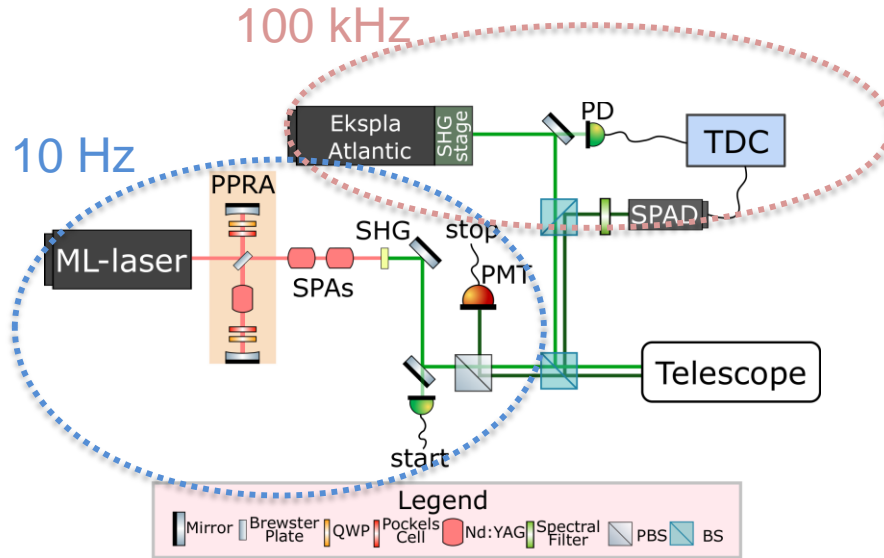 100 kHz
Ekspla
Atlantic
SHG
stage
PD
TDC
10 Hz
PPRA
ML-laser
SPAs
SHG
stop
PMT
SPAD
Telescope
start
Legend
Mirror
Brewster
Plate
QWP
Pockels
Cell
Nd:YAG
Spectral
Filter
PBS
BS